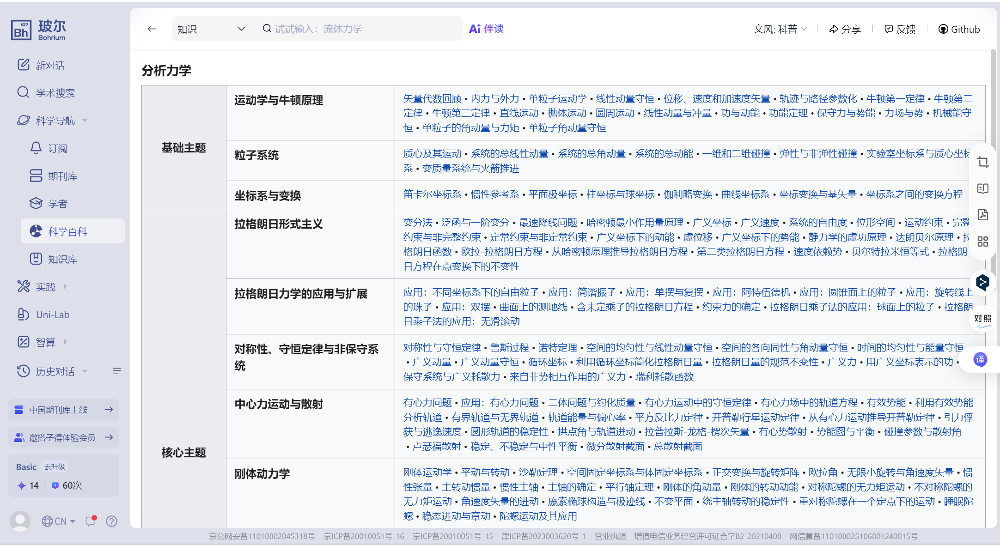 107
Bh
玻尔
Bohrium
新对话
学术搜索
科学导航
订阅
期刊库
学者
科学百科
知识库
实践
Uni-Lab
智算
历史对话
中国期刊库上线
邀搭子得体验会员
Basic 去升级
14 60次
CN
知识
试试输入：流体力学
Ai 伴读
文风: 科普
分享
反馈
Github
分析力学
基础主题
运动学与牛顿原理
矢量代数回顾 • 内力与外力 • 单粒子运动学 • 线性动量守恒 • 位移、速度和加速度矢量 • 轨迹与路径参数化 • 牛顿第一定律 • 牛顿第二
定律 • 牛顿第三定律 • 直线运动 • 抛体运动 • 圆周运动 • 线性动量与冲量 • 功与动能 • 功能定理 • 保守力与势能 • 力场与势 • 机械能守
恒 • 单粒子的角动量与力矩 • 单粒子角动量守恒
粒子系统
质心及其运动 • 系统的总线性动量 • 系统的总角动量 • 系统的总动能 • 一维和二维碰撞 • 弹性与非弹性碰撞 • 实验室坐标系与质心坐标
系 • 变质量系统与火箭推进
坐标系与变换
笛卡尔坐标系 • 惯性参考系 • 平面极坐标 • 柱坐标与球坐标 • 伽利略变换 • 曲线坐标系 • 坐标变换与基矢量 • 坐标系之间的变换方程
核心主题
拉格朗日形式主义
变分法 • 泛函与一阶变分 • 最速降线问题 • 哈密顿最小作用量原理 • 广义坐标 • 广义速度 • 系统的自由度 • 位形空间 • 运动约束 • 完整
约束与非完整约束 • 定常约束与非定常约束 • 广义坐标下的动能 • 虚位移 • 广义坐标下的势能 • 静力学的虚功原理 • 达朗贝尔原理 • 拉
格朗日函数 • 欧拉-拉格朗日方程 • 从哈密顿原理推导拉格朗日方程 • 第二类拉格朗日方程 • 速度依赖势 • 贝尔特拉米恒等式 • 拉格朗
日方程在点变换下的不变性
拉格朗日力学的应用与扩展
应用：不同坐标系下的自由粒子 • 应用：简谐振子 • 应用：单摆与复摆 • 应用：阿特伍德机 • 应用：圆锥面上的粒子 • 应用：旋转线上
的珠子 • 应用：双摆 • 曲面上的测地线 • 含未定乘子的拉格朗日方程 • 约束力的确定 • 拉格朗日乘子法的应用：球面上的粒子 • 拉格朗
日乘子法的应用：无滑滚动
对称性、守恒定律与非保守系
统
对称性与守恒定律 • 鲁斯过程 • 诺特定理 • 空间的均匀性与线性动量守恒 • 空间的各向同性与角动量守恒 • 时间的均匀性与能量守恒
• 广义动量 • 广义动量守恒 • 循环坐标 • 利用循环坐标简化拉格朗日量 • 拉格朗日量的规范不变性 • 广义力 • 用广义坐标表示的功 •
保守系统与广义耗散力 • 来自非势相互作用的广义力 • 瑞利耗散函数
中心力运动与散射
有心力问题 • 应用：有心力问题 • 二体问题与约化质量 • 有心力运动中的守恒定律 • 有心力场中的轨道方程 • 有效势能 • 利用有效势能
分析轨道 • 有界轨道与无界轨道 • 轨道能量与偏心率 • 平方反比力定律 • 开普勒行星运动定律 • 从有心力运动推导开普勒定律 • 引力俘
获与逃逸速度 • 圆形轨道的稳定性 • 拱点角与轨道进动 • 拉普拉斯-龙格-楞次矢量 • 有心势散射 • 势能图与平衡 • 碰撞参数与散射角
• 卢瑟福散射 • 稳定、不稳定与中性平衡 • 微分散射截面 • 总散射截面
刚体动力学
刚体运动学 • 平动与转动 • 沙勒定理 • 空间固定坐标系与体固定坐标系 • 正交变换与旋转矩阵 • 欧拉角 • 无限小旋转与角速度矢量 • 惯
性张量 • 主转动惯量 • 惯性主轴 • 主轴的确定 • 平行轴定理 • 刚体的角动量 • 刚体的转动动能 • 对称陀螺的无力矩运动 • 不对称陀螺的
无力矩运动 • 角速度矢量的进动 • 庞索椭球构造与极迹线 • 不变平面 • 绕主轴转动的稳定性 • 重对称陀螺在一个定点下的运动 • 睡眠陀
螺 • 稳态进动与章动 • 陀螺运动及其应用
对照
译
京公网安备11010802045318号 京ICP备20010051号-16 京ICP备20010051号-15 津ICP备2023003620号-1 营业执照 增值电信业务经营许可证合字B2-20210408 网信算备110108025106801240015号